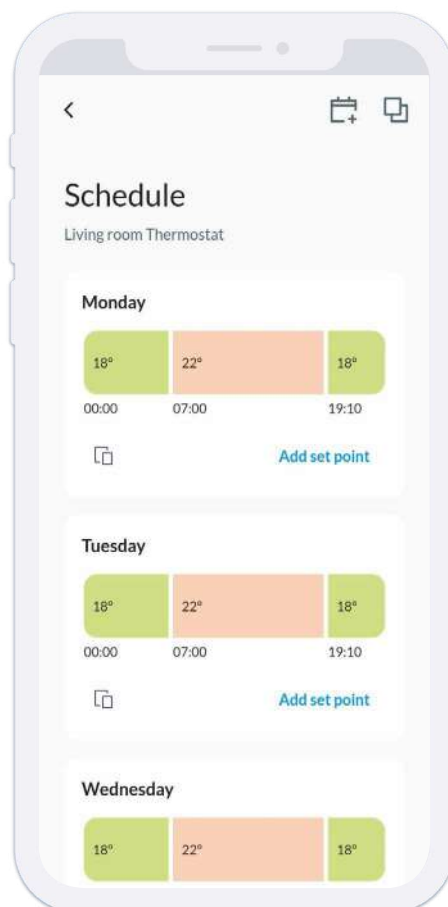 Schedule
Living room Thermostat
Monday
18° 22° 18°
00:00 07:00 19:10
Add set point
Tuesday
18° 22° 18°
00:00 07:00 19:10
Add set point
Wednesday
18° 22° 18°